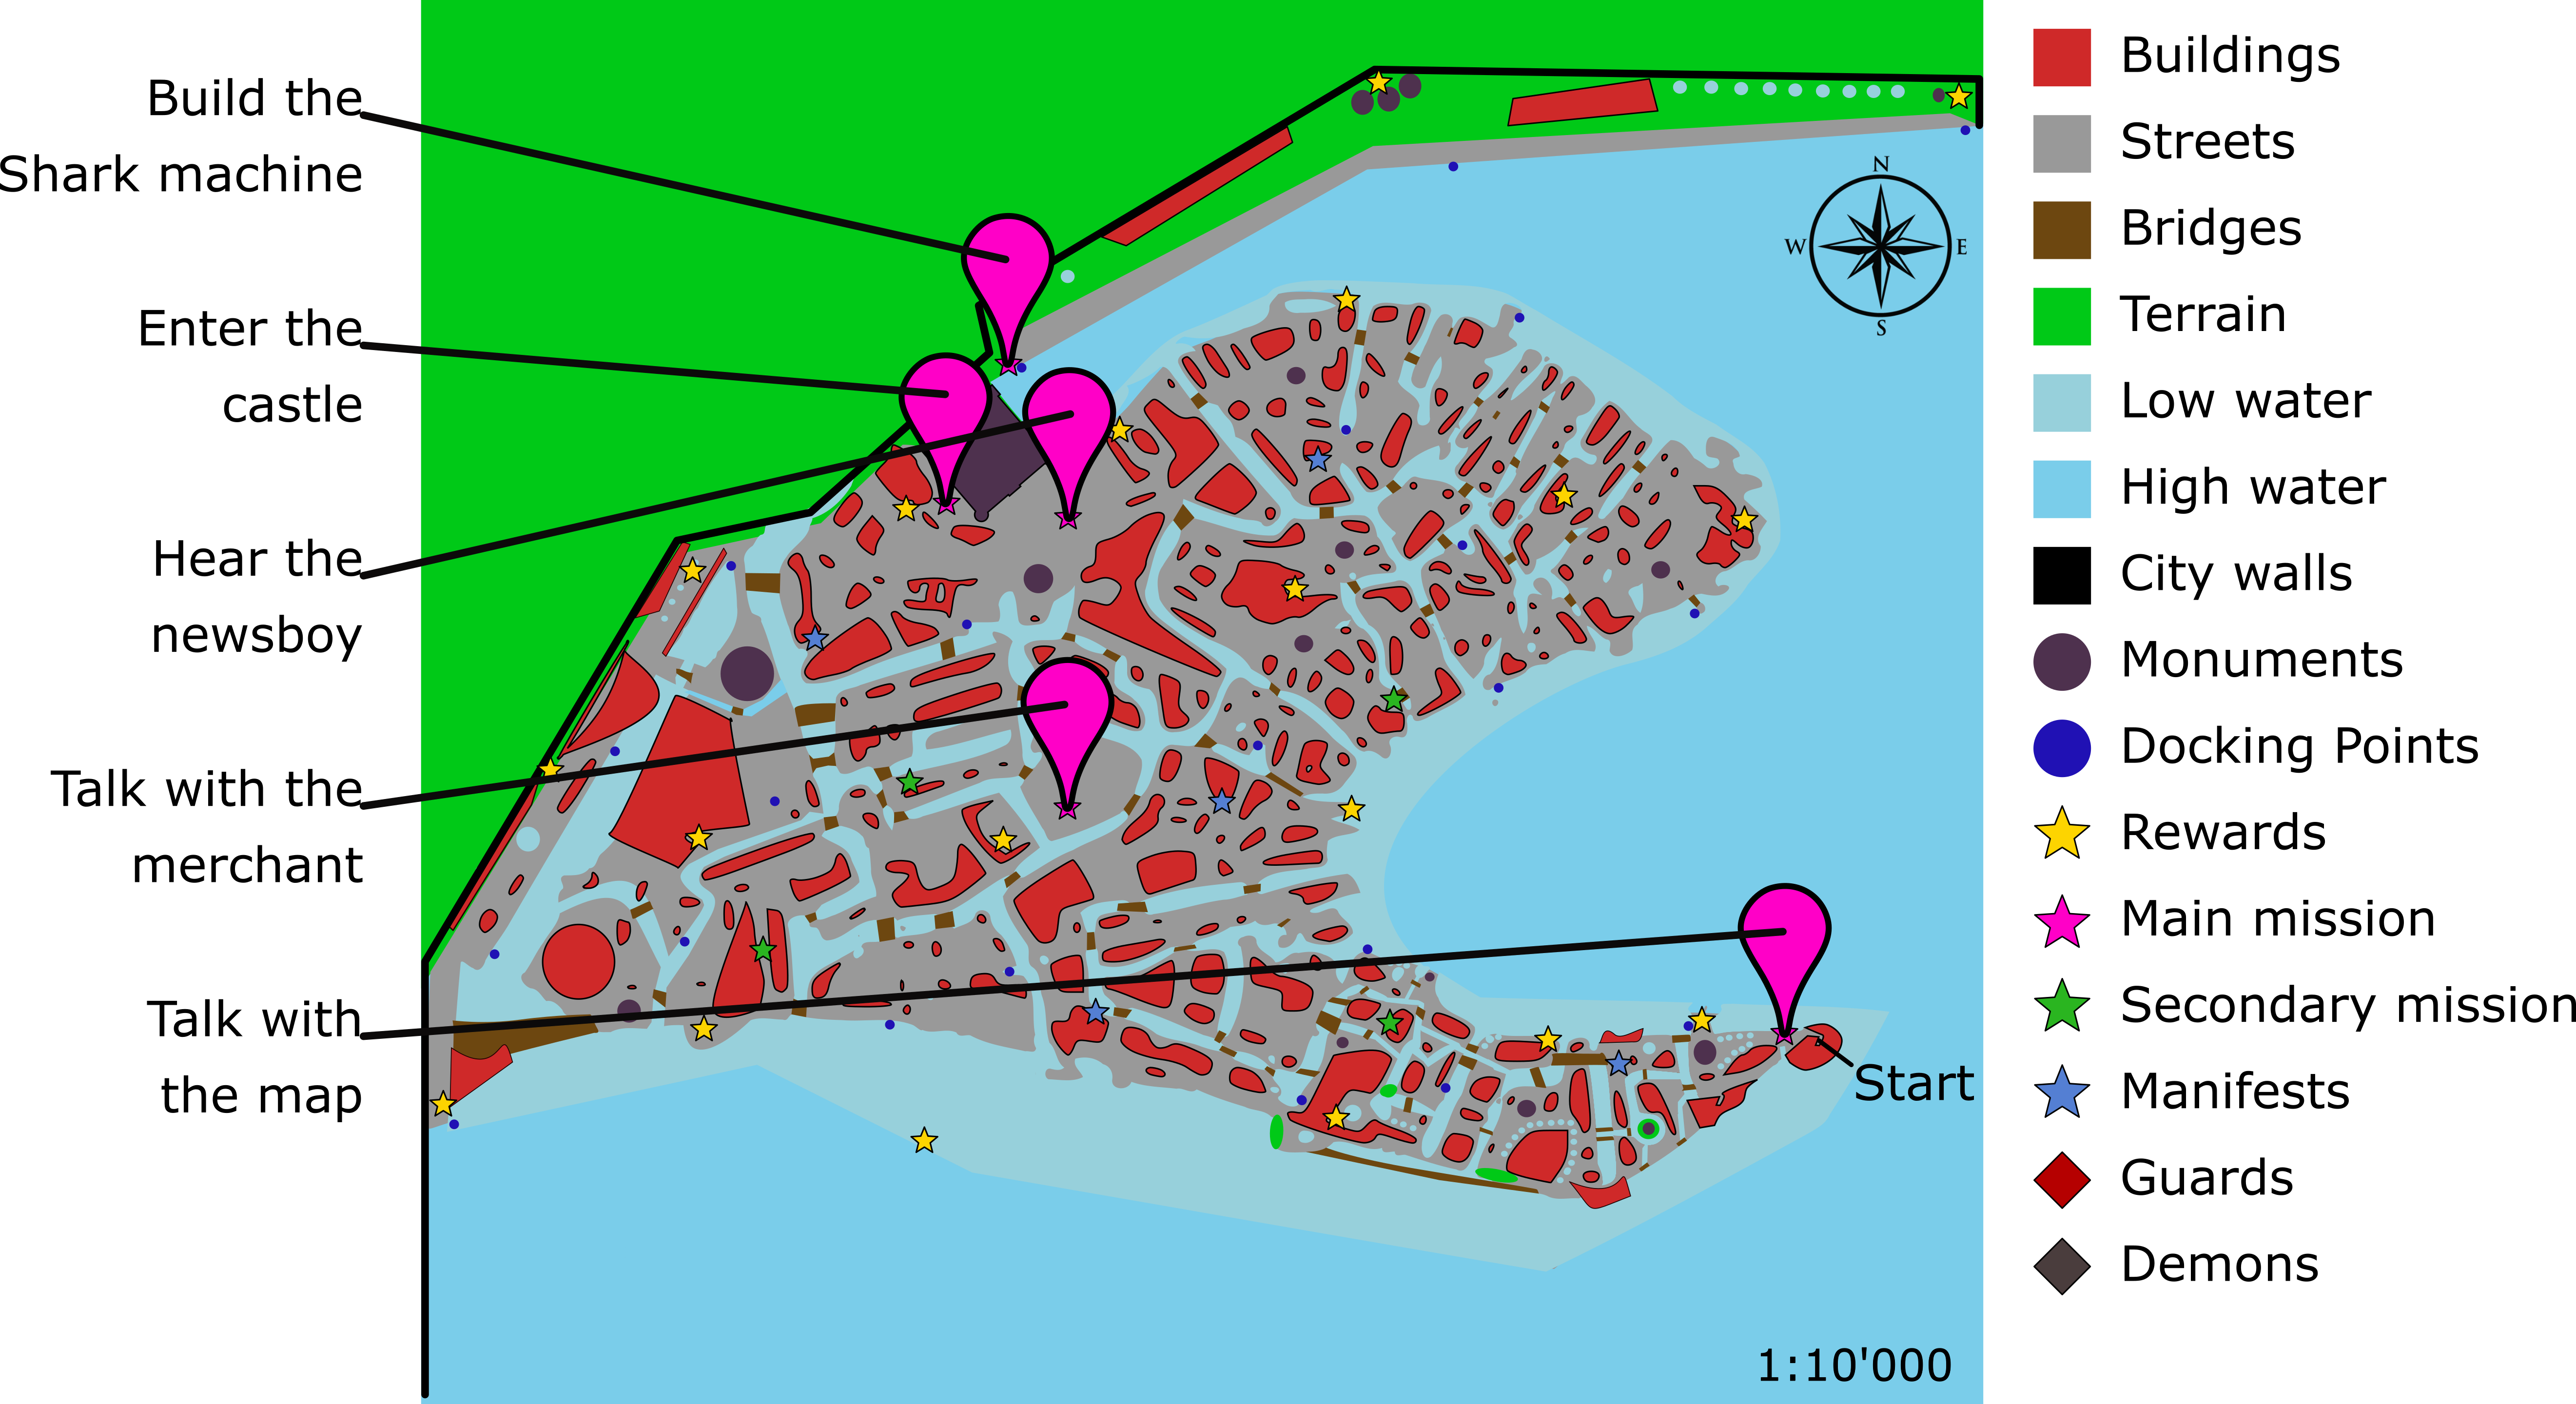 Build the
Shark machine
Enter the
castle
Hear the
newsboy
Talk with the
merchant
Talk with
the map
N
W
E
S
Start
1:10'000
Buildings
Streets
Bridges
Terrain
Low water
High water
City walls
Monuments
Docking Points
Rewards
Main mission
Secondary mission
Manifests
Guards
Demons